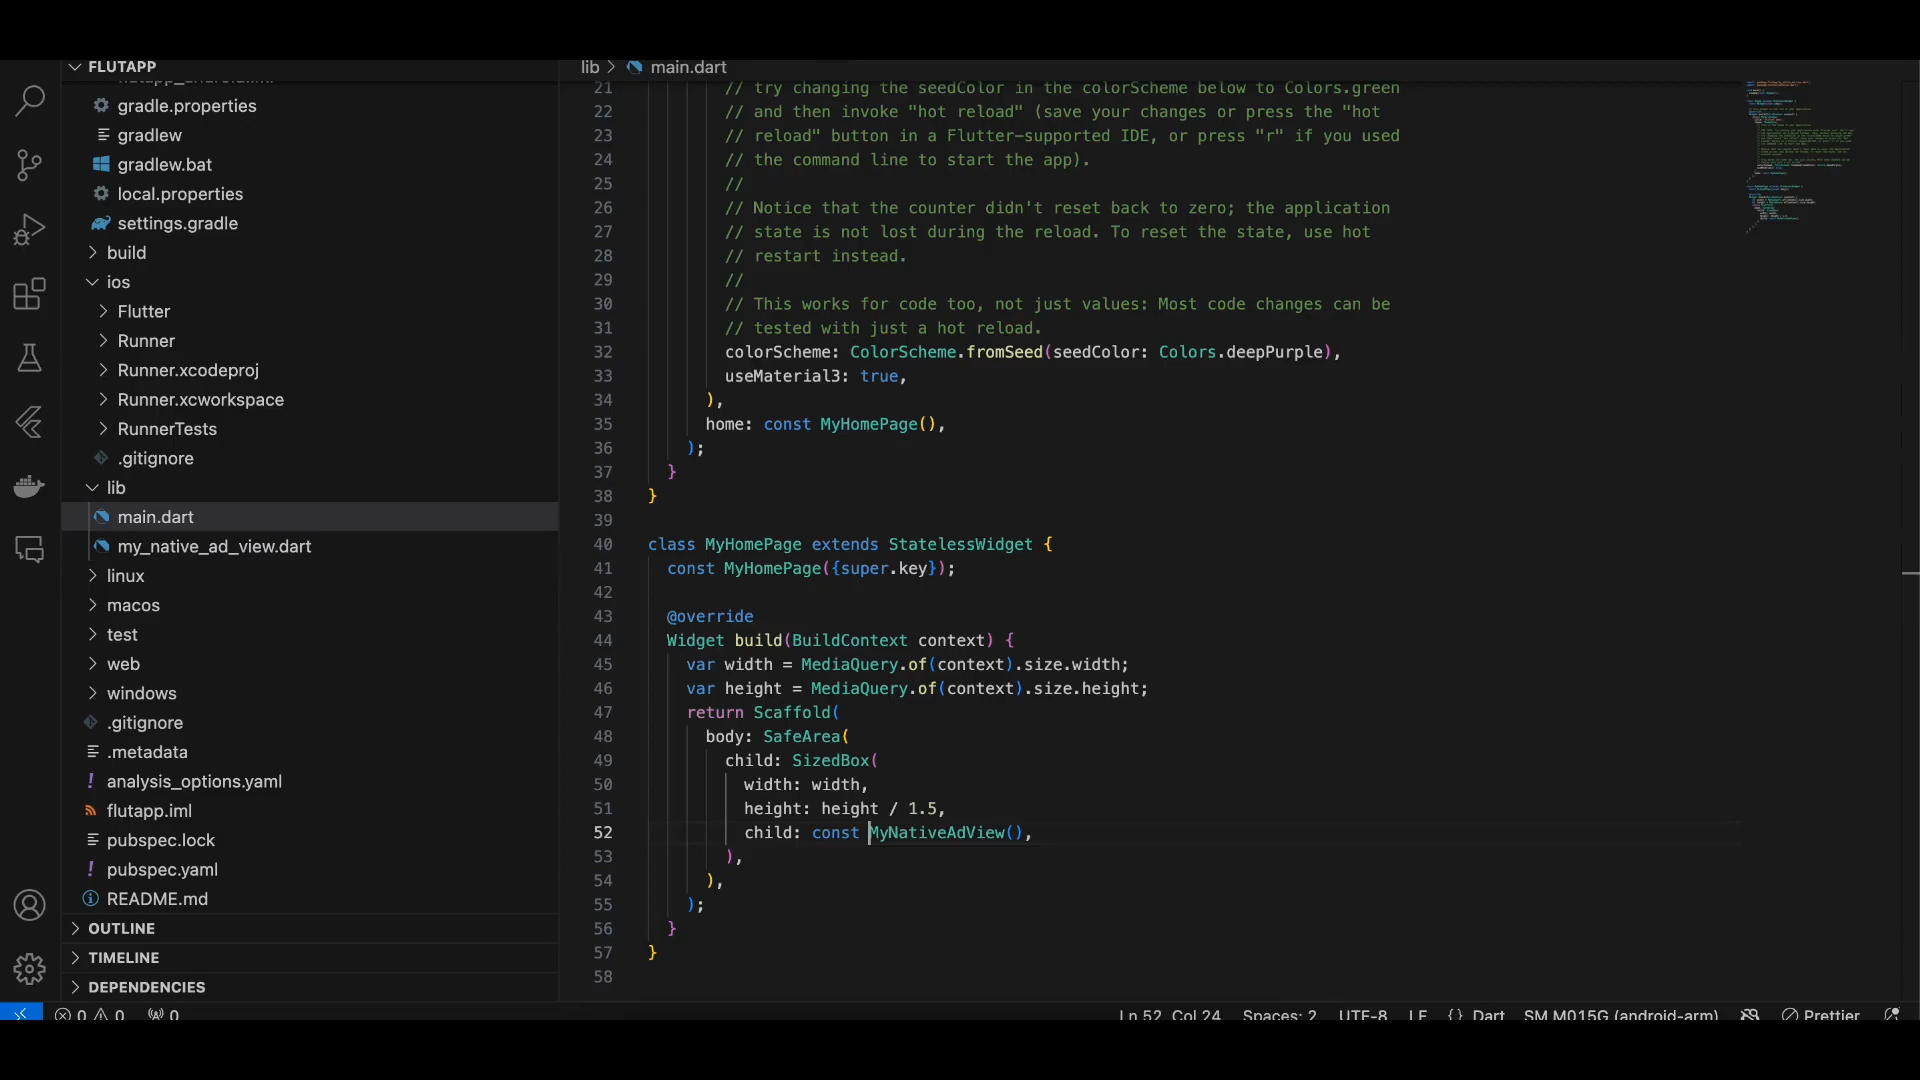 FLUTAPP
gradle.properties
gradlew
gradlew.bat
local.properties
settings.gradle
build
ios
Flutter
Runner
Runner.xcodeproj
Runner.xcworkspace
RunnerTests
.gitignore
lib
main.dart
my_native_ad_view.dart
linux
macos
test
web
windows
.gitignore
.metadata
analysis_options.yaml
flutapp.iml
pubspec.lock
pubspec.yaml
README.md
OUTLINE
TIMELINE
DEPENDENCIES
lib > main.dart
21 // try changing the seedColor in the colorScheme below to Colors.green
22 // and then invoke "hot reload" (save your changes or press the "hot
23 // reload" button in a Flutter-supported IDE, or press "r" if you used
24 // the command line to start the app).
25 //
26 // Notice that the counter didn't reset back to zero; the application
27 // state is not lost during the reload. To reset the state, use hot
28 // restart instead.
29 //
30 // This works for code too, not just values: Most code changes can be
31 // tested with just a hot reload.
32 colorScheme: ColorScheme.fromSeed(seedColor: Colors.deepPurple),
33 useMaterial3: true,
34 ),
35 home: const MyHomePage(),
36 );
37 }
38 }
39
40 class MyHomePage extends StatelessWidget {
41 const MyHomePage({super.key});
42
43 @override
44 Widget build(BuildContext context) {
45 var width = MediaQuery.of(context).size.width;
46 var height = MediaQuery.of(context).size.height;
47 return Scaffold(
48 body: SafeArea(
49 child: SizedBox(
50 width: width,
51 height: height / 1.5,
52 child: const MyNativeAdView(),
53 ),
54 ),
55 );
56 }
57 }
58
0 0 0 Ln 52, Col 24 Spaces: 2 UTF-8 LF {} Dart SM M015G (android-arm) Prettier